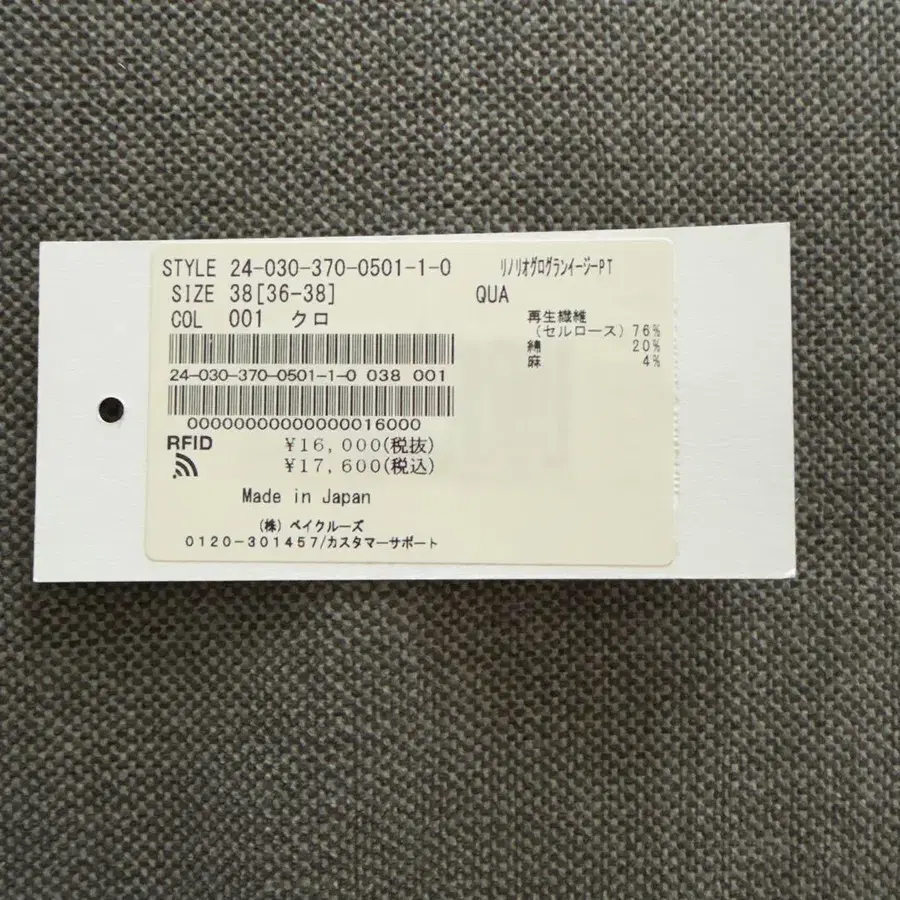 STYLE 24-030-370-0501-1-0 リノリオグログランイージーPT
SIZE 38[36-38] QUA
COL 001 クロ
再生繊維
(セルロース) 76%
綿 20%
麻 4%
24-030-370-0501-1-0 038 001
00000000000000016000
RFID
¥16,000(税抜)
¥17,600(税込)
Made in Japan
(株) ベイクルーズ
0120-301457/カスタマーサポート